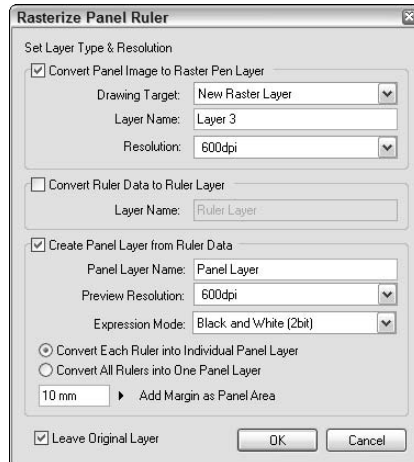 Rasterize Panel Ruler
Set Layer Type & Resolution
Convert Panel Image to Raster Pen Layer
Drawing Target: New Raster Layer
Layer Name: Layer 3
Resolution: 600dpi
Convert Ruler Data to Ruler Layer
Layer Name: Ruler Layer
Create Panel Layer from Ruler Data
Panel Layer Name: Panel Layer
Preview Resolution: 600dpi
Expression Mode: Black and White (2bit)
Convert Each Ruler into Individual Panel Layer
Convert All Rulers into One Panel Layer
10 mm Add Margin as Panel Area
Leave Original Layer OK Cancel